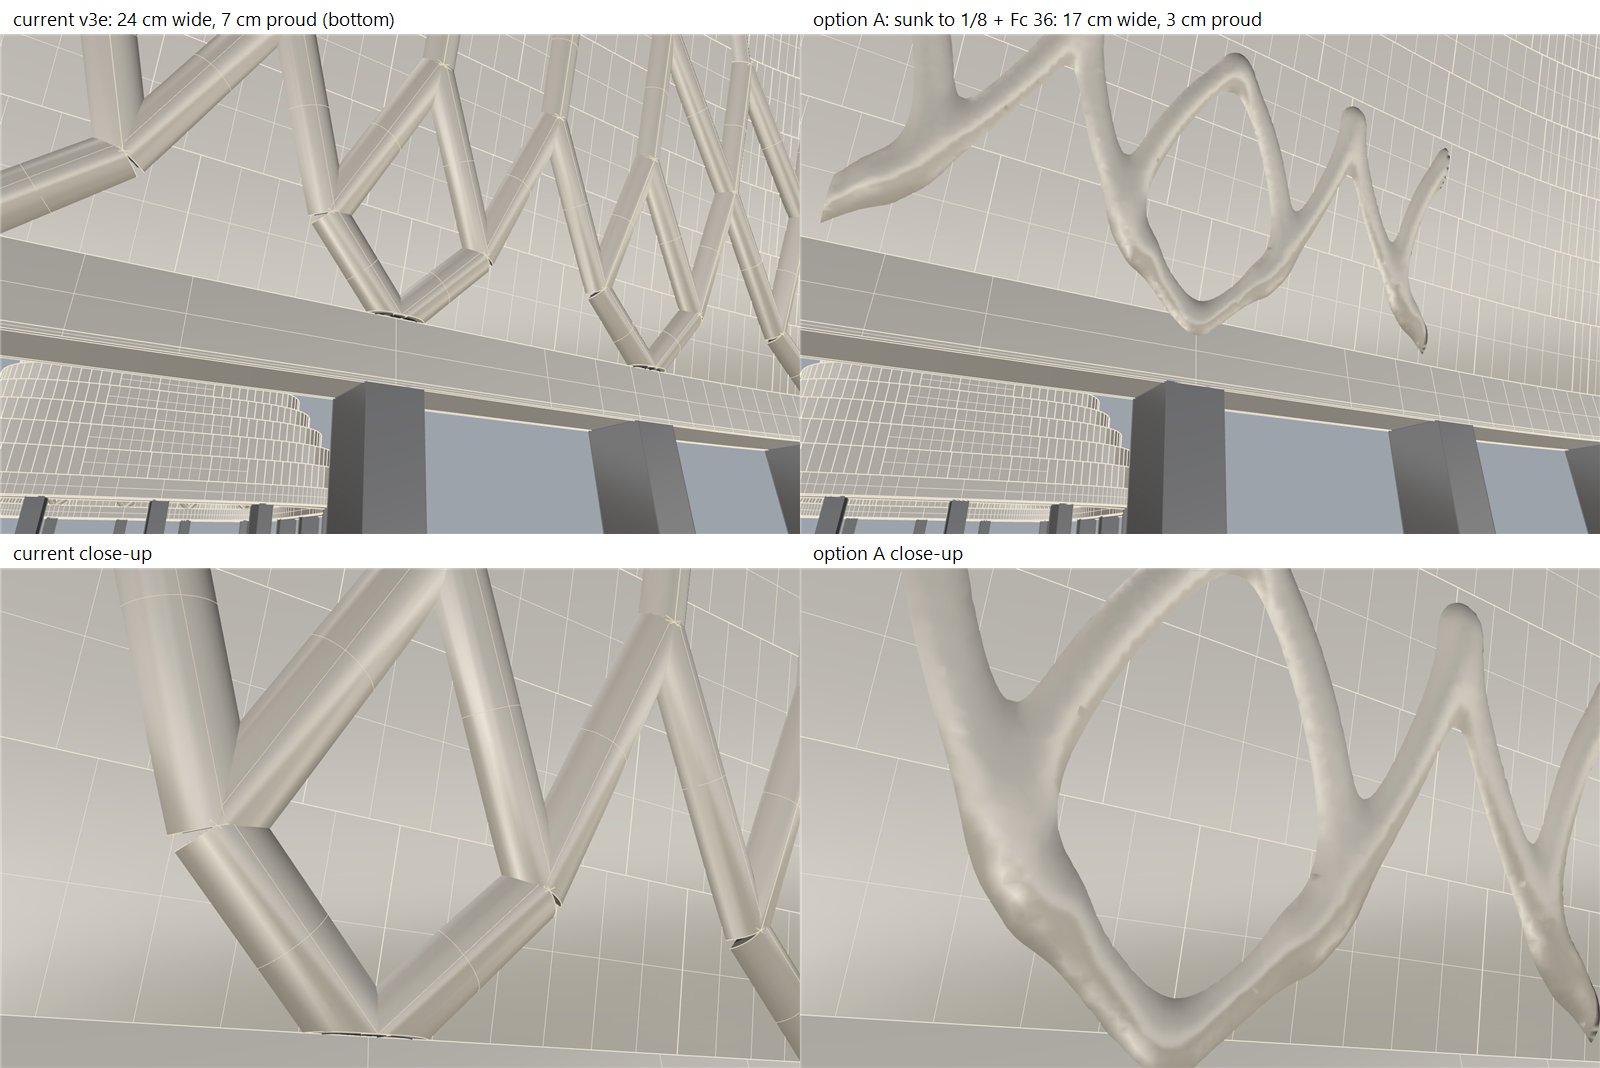 current v3e: 24 cm wide, 7 cm proud (bottom)
option A: sunk to 1/8 + Fc 36: 17 cm wide, 3 cm proud
current close-up
option A close-up